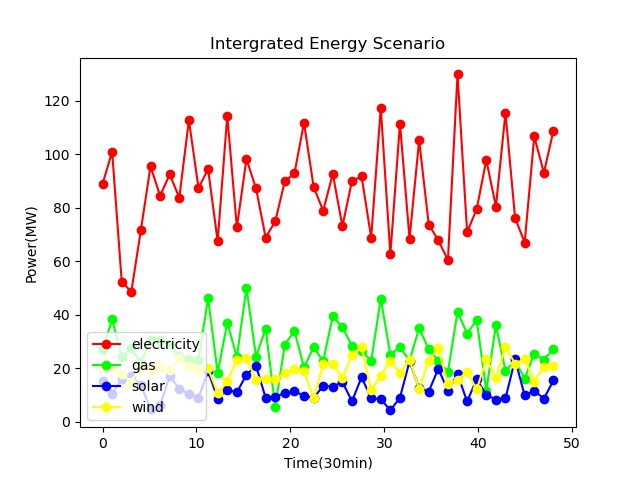 Intergrated Energy Scenario
Power(MW)
120
100
80
60
40
20
0
electricity
gas
solar
wind
0 10 20 30 40 50
Time(30min)